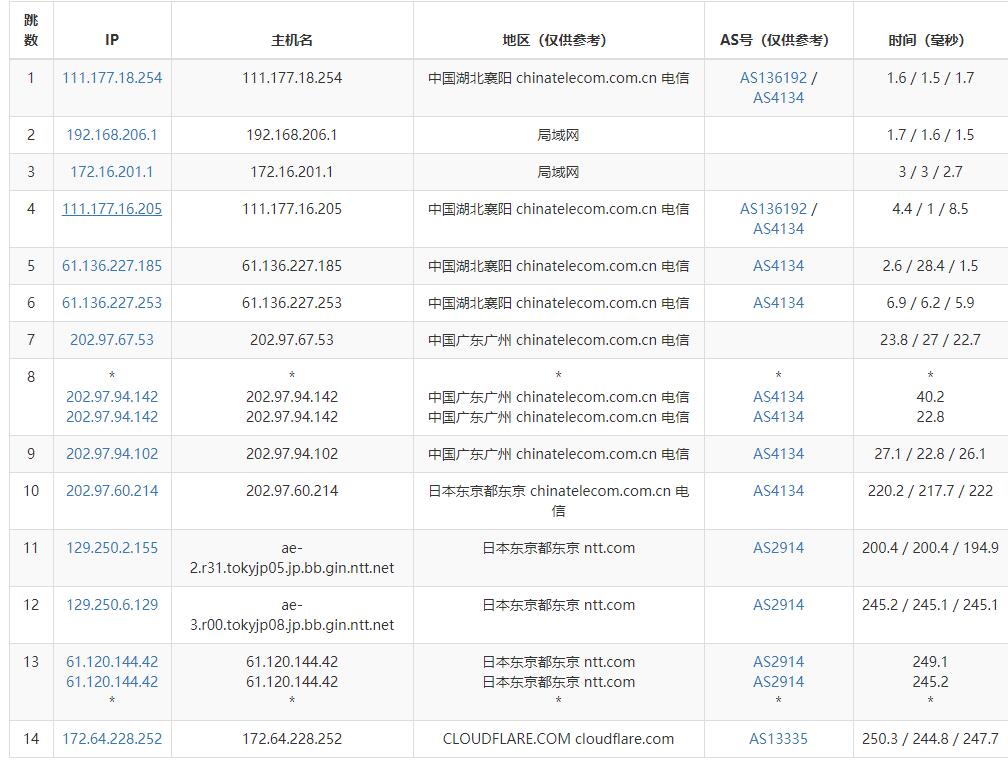 跳
数
IP
主机名
地区（仅供参考）
AS号（仅供参考）
时间（毫秒）
1
111.177.18.254
111.177.18.254
中国湖北襄阳 chinatelecom.com.cn 电信
AS136192 /
AS4134
1.6 / 1.5 / 1.7
2
192.168.206.1
192.168.206.1
局域网
1.7 / 1.6 / 1.5
3
172.16.201.1
172.16.201.1
局域网
3 / 3 / 2.7
4
111.177.16.205
111.177.16.205
中国湖北襄阳 chinatelecom.com.cn 电信
AS136192 /
AS4134
4.4 / 1 / 8.5
5
61.136.227.185
61.136.227.185
中国湖北襄阳 chinatelecom.com.cn 电信
AS4134
2.6 / 28.4 / 1.5
6
61.136.227.253
61.136.227.253
中国湖北襄阳 chinatelecom.com.cn 电信
AS4134
6.9 / 6.2 / 5.9
7
202.97.67.53
202.97.67.53
中国广东广州 chinatelecom.com.cn 电信
23.8 / 27 / 22.7
8
*
202.97.94.142
202.97.94.142
*
202.97.94.142
202.97.94.142
*
中国广东广州 chinatelecom.com.cn 电信
中国广东广州 chinatelecom.com.cn 电信
*
AS4134
AS4134
*
40.2
22.8
9
202.97.94.102
202.97.94.102
中国广东广州 chinatelecom.com.cn 电信
AS4134
27.1 / 22.8 / 26.1
10
202.97.60.214
202.97.60.214
日本东京都东京 chinatelecom.com.cn 电
信
AS4134
220.2 / 217.7 / 222
11
129.250.2.155
ae-
2.r31.tokyjp05.jp.bb.gin.ntt.net
日本东京都东京 ntt.com
AS2914
200.4 / 200.4 / 194.9
12
129.250.6.129
ae-
3.r00.tokyjp08.jp.bb.gin.ntt.net
日本东京都东京 ntt.com
AS2914
245.2 / 245.1 / 245.1
13
61.120.144.42
61.120.144.42
*
61.120.144.42
61.120.144.42
*
日本东京都东京 ntt.com
日本东京都东京 ntt.com
*
AS2914
AS2914
*
249.1
245.2
*
14
172.64.228.252
172.64.228.252
CLOUDFLARE.COM cloudflare.com
AS13335
250.3 / 244.8 / 247.7